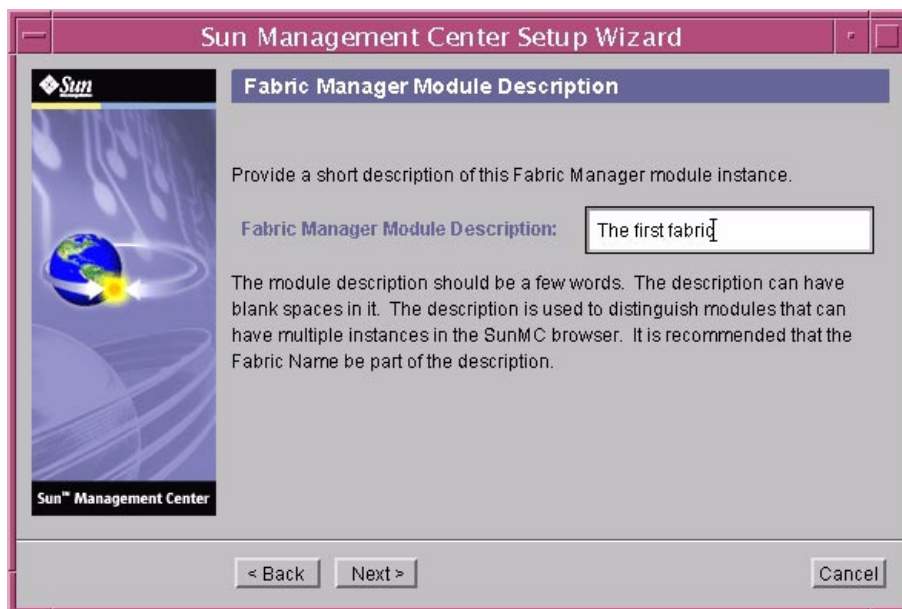 Sun Management Center Setup Wizard
Sun
Fabric Manager Module Description
Provide a short description of this Fabric Manager module instance.
Fabric Manager Module Description: The first fabric
The module description should be a few words. The description can have
blank spaces in it. The description is used to distinguish modules that can
have multiple instances in the SunMC browser. It is recommended that the
Fabric Name be part of the description.
Sun™ Management Center
< Back Next > Cancel